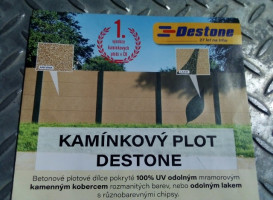 1.
Destone
KAMÍNKOVÝ PLOT
DESTONE
Betonové plotové dílce pokryté 100% UV odolným mramorovým
kamenným kobercem rozmanitých barev, nebo odolným lakem
s různobarevnými chipsy.